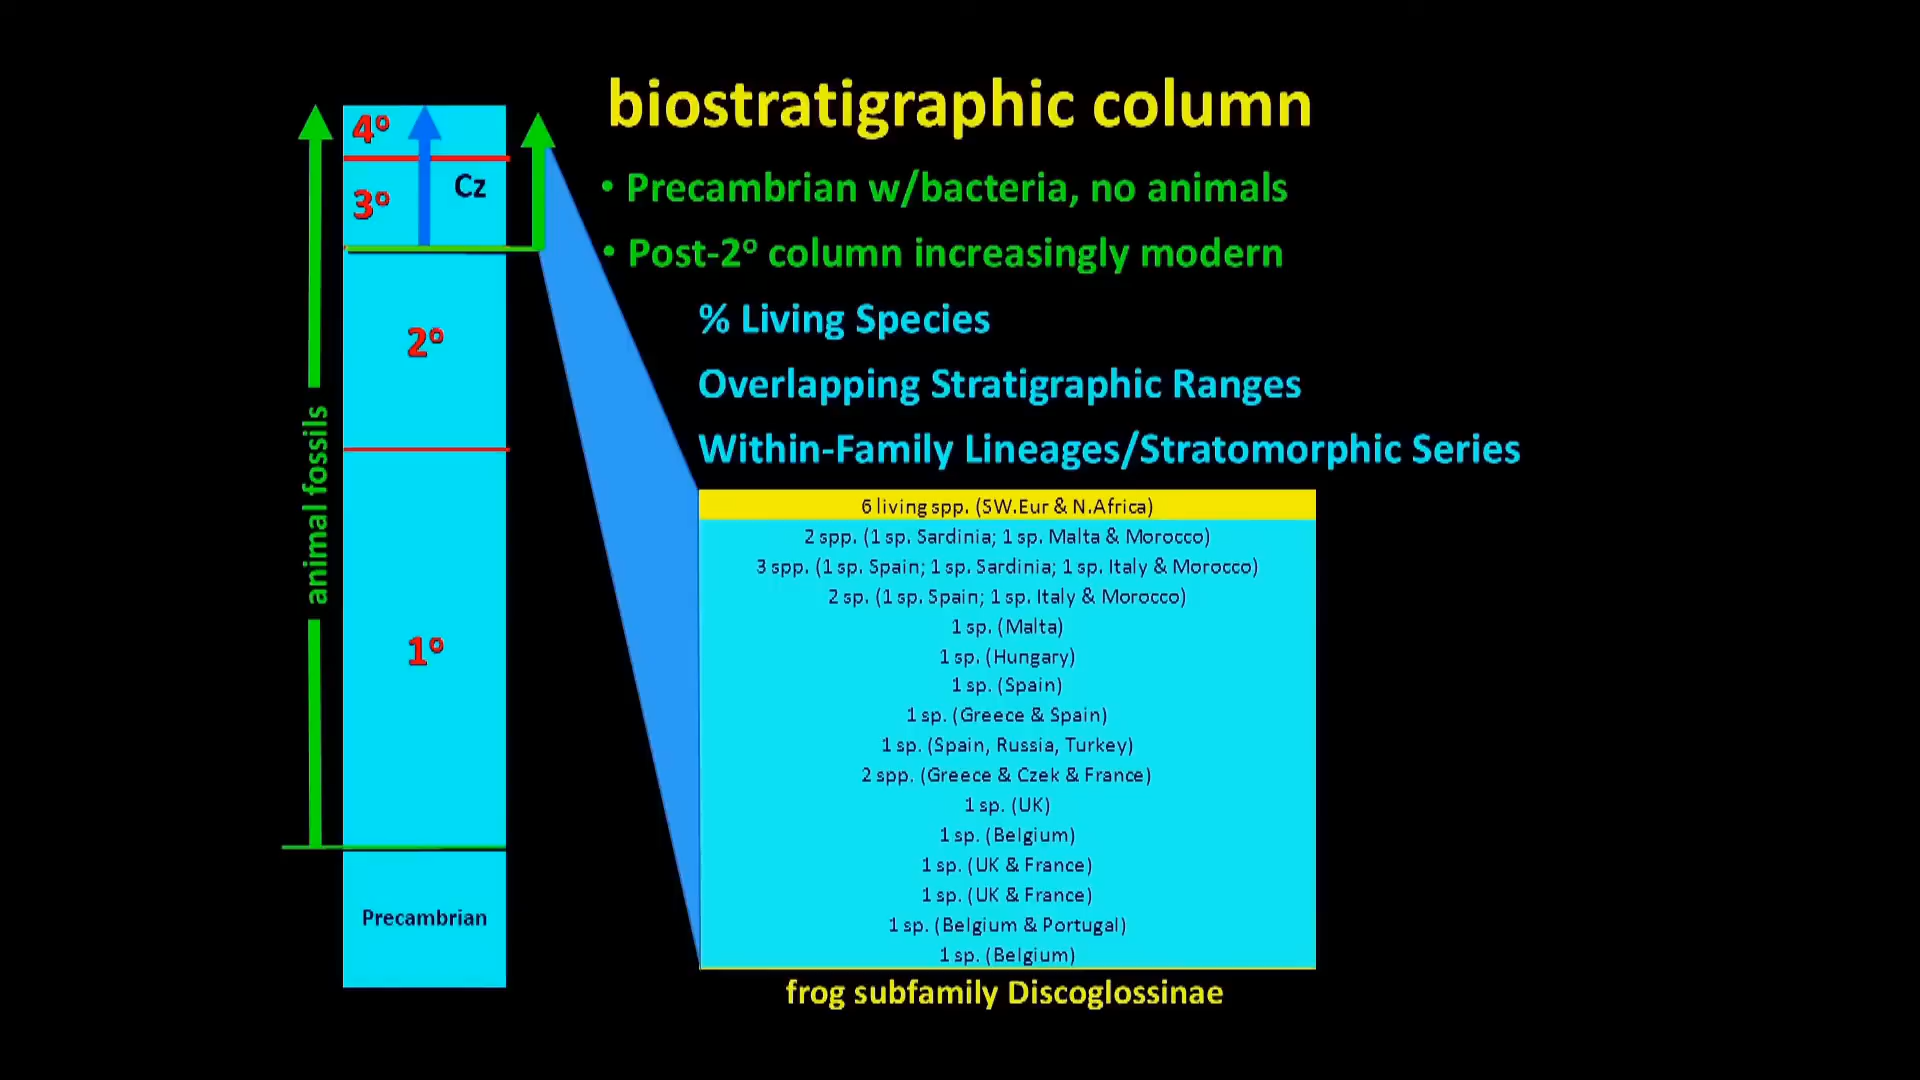 biostratigraphic column
• Precambrian w/bacteria, no animals
• Post-2º column increasingly modern
% Living Species
Overlapping Stratigraphic Ranges
Within-Family Lineages/Stratomorphic Series
4º
3º
Cz
2º
1º
Precambrian
animal fossils
6 living spp. (SW.Eur & N.Africa)
2 spp. (1 sp. Sardinia; 1 sp. Malta & Morocco)
3 spp. (1 sp. Spain; 1 sp. Sardinia; 1 sp. Italy & Morocco)
2 sp. (1 sp. Spain; 1 sp. Italy & Morocco)
1 sp. (Malta)
1 sp. (Hungary)
1 sp. (Spain)
1 sp. (Greece & Spain)
1 sp. (Spain, Russia, Turkey)
2 spp. (Greece & Czek & France)
1 sp. (UK)
1 sp. (Belgium)
1 sp. (UK & France)
1 sp. (UK & France)
1 sp. (Belgium & Portugal)
1 sp. (Belgium)
frog subfamily Discoglossinae